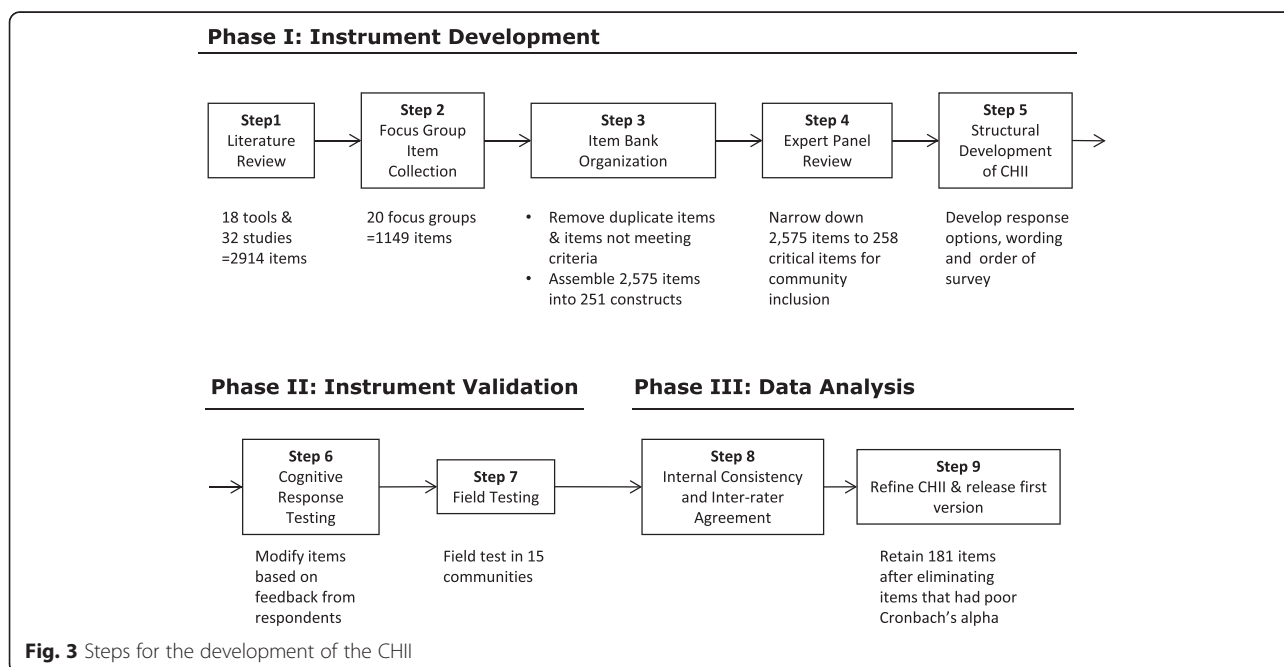 Phase I: Instrument Development
Step1
Literature
Review
Step 2
Focus Group
Item
Collection
Step 3
Item Bank
Organization
Step 4
Expert Panel
Review
Step 5
Structural
Development
of CHII
18 tools &
32 studies
=2914 items
20 focus groups
=1149 items
• Remove duplicate items
& items not meeting
criteria
• Assemble 2,575 items
into 251 constructs
Narrow down
2,575 items to 258
critical items for
community
inclusion
Develop response
options, wording
and order of
survey
Phase II: Instrument Validation
Phase III: Data Analysis
Step 6
Cognitive
Response
Testing
Step 7
Field Testing
Step 8
Internal Consistency
and Inter-rater
Agreement
Step 9
Refine CHII & release first
version
Modify items
based on
feedback from
respondents
Field test in 15
communities
Retain 181 items
after eliminating
items that had poor
Cronbach's alpha
Fig. 3 Steps for the development of the CHII